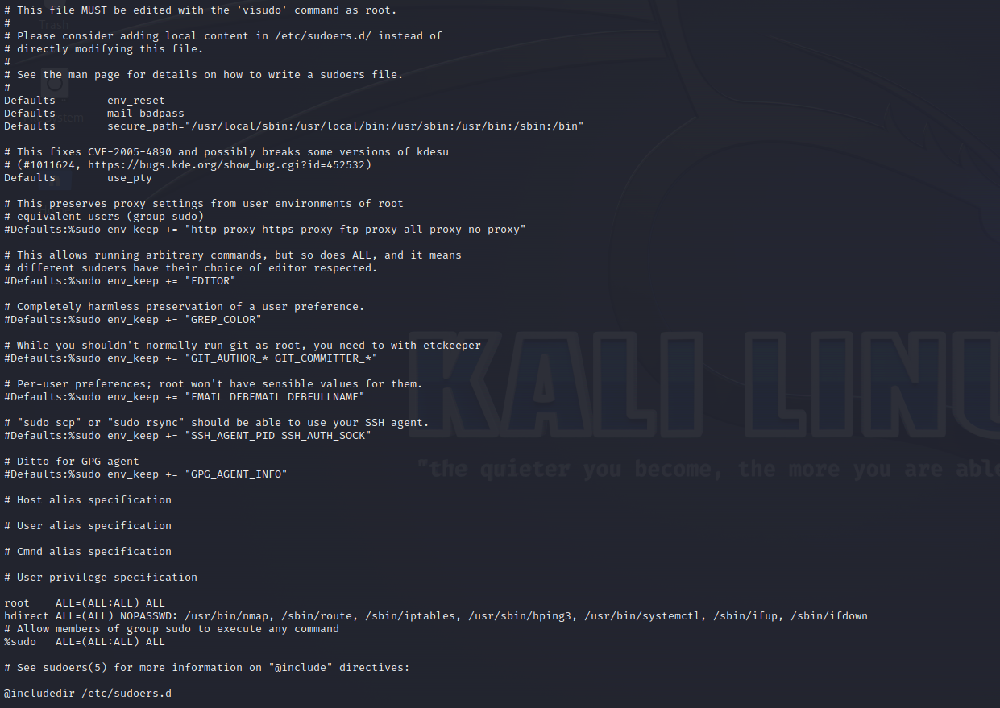 # This file MUST be edited with the 'visudo' command as root.
#
# Please consider adding local content in /etc/sudoers.d/ instead of
# directly modifying this file.
#
# See the man page for details on how to write a sudoers file.
#
Defaults        env_reset
Defaults        mail_badpass
Defaults        secure_path="/usr/local/sbin:/usr/local/bin:/usr/sbin:/usr/bin:/sbin:/bin"

# This fixes CVE-2005-4890 and possibly breaks some versions of kdesu
# (#1011624, https://bugs.kde.org/show_bug.cgi?id=452532)
Defaults        use_pty

# This preserves proxy settings from user environments of root
# equivalent users (group sudo)
#Defaults:%sudo env_keep += "http_proxy https_proxy ftp_proxy all_proxy no_proxy"

# This allows running arbitrary commands, but so does ALL, and it means
# different sudoers have their choice of editor respected.
#Defaults:%sudo env_keep += "EDITOR"

# Completely harmless preservation of a user preference.
#Defaults:%sudo env_keep += "GREP_COLOR"

# While you shouldn't normally run git as root, you need to with etckeeper
#Defaults:%sudo env_keep += "GIT_AUTHOR_* GIT_COMMITTER_*"

# Per-user preferences; root won't have sensible values for them.
#Defaults:%sudo env_keep += "EMAIL DEBEMAIL DEBFULLNAME"

# "sudo scp" or "sudo rsync" should be able to use your SSH agent.
#Defaults:%sudo env_keep += "SSH_AGENT_PID SSH_AUTH_SOCK"

# Ditto for GPG agent
#Defaults:%sudo env_keep += "GPG_AGENT_INFO"

# Host alias specification

# User alias specification

# Cmnd alias specification

# User privilege specification

root    ALL=(ALL:ALL) ALL
hdirect ALL=(ALL) NOPASSWD: /usr/bin/nmap, /sbin/route, /sbin/iptables, /usr/sbin/hping3, /usr/bin/systemctl, /sbin/ifup, /sbin/ifdown
# Allow members of group sudo to execute any command
%sudo   ALL=(ALL:ALL) ALL

# See sudoers(5) for more information on "@include" directives:

@includedir /etc/sudoers.d
Trash
KALI LINU
"the quieter you become, the more you are able